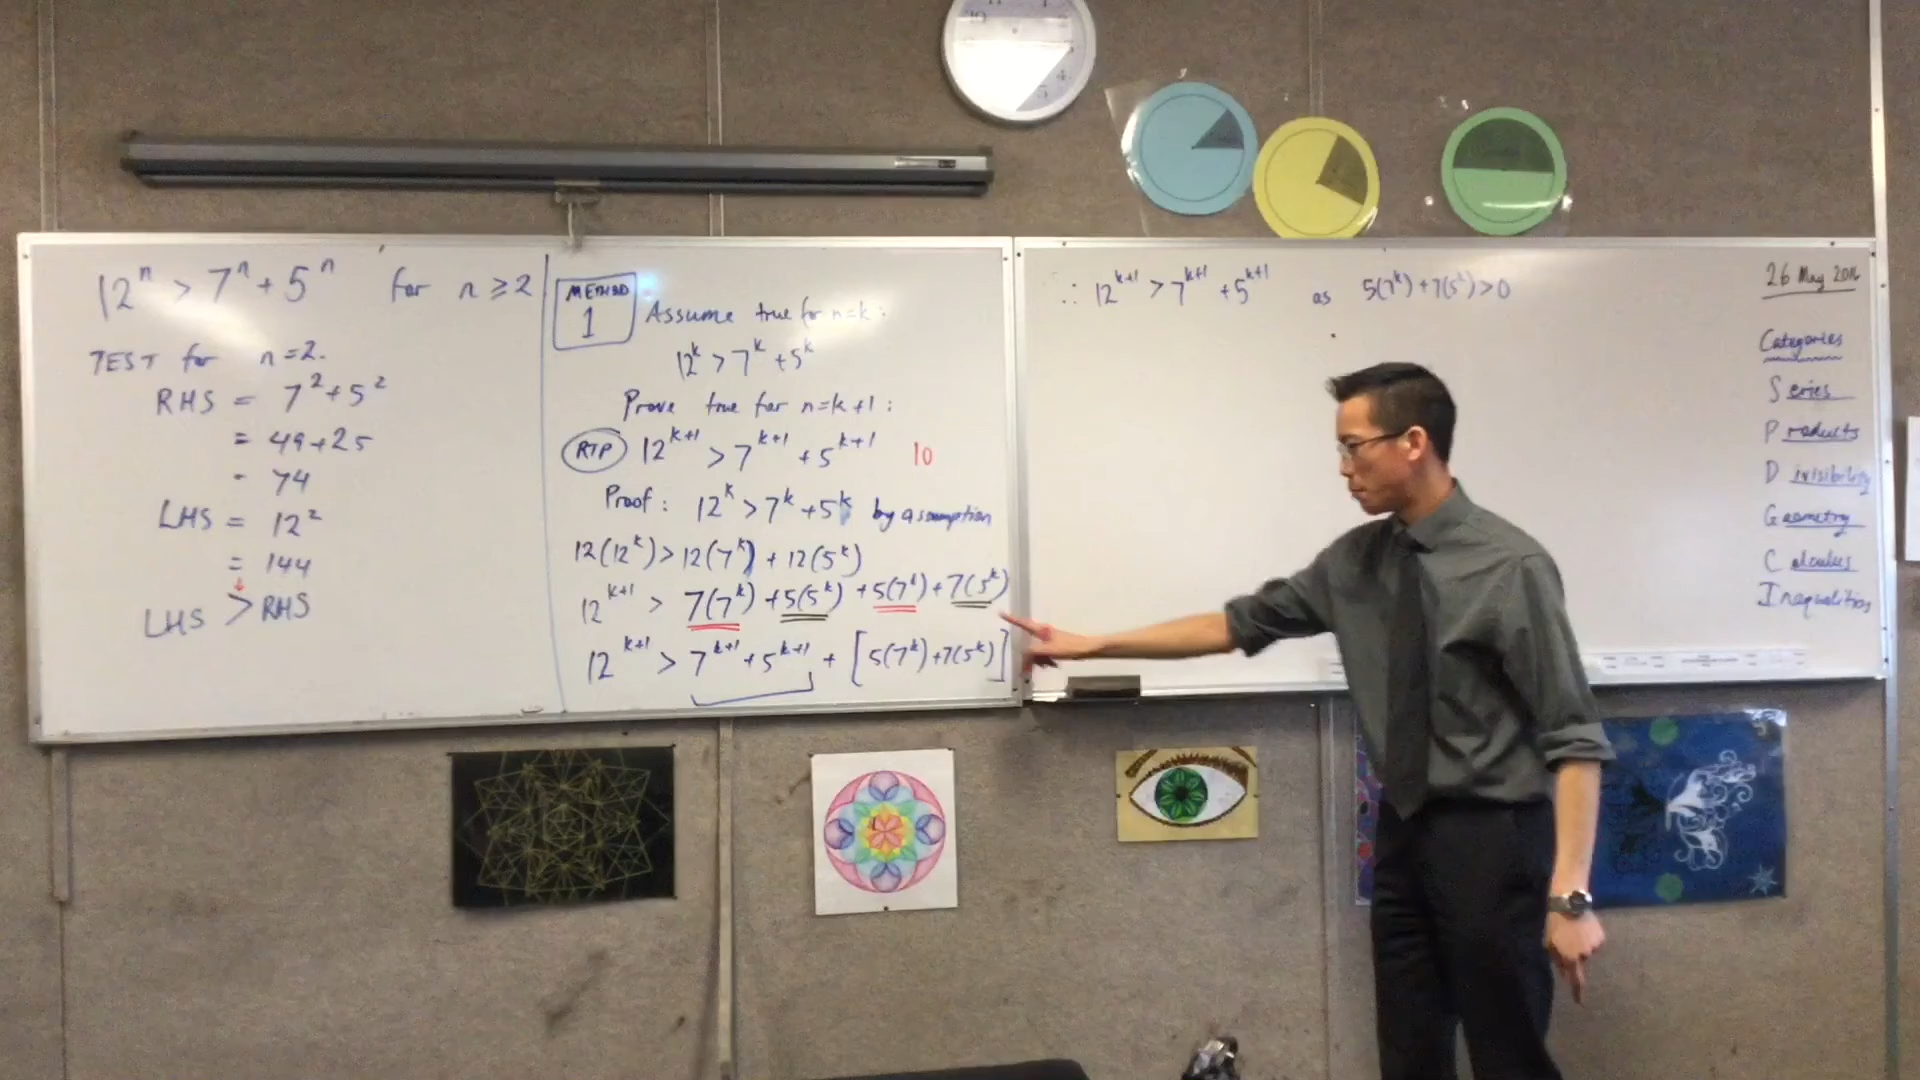 12ⁿ > 7ⁿ + 5ⁿ for n ≥ 2
TEST for n=2.
RHS = 7² + 5²
= 49+25
= 74
LHS = 12²
= 144
LHS > RHS
METHOD 1
Assume true for n=k:
12ᵏ > 7ᵏ + 5ᵏ
Prove true for n=k+1:
RTP 12ᵏ⁺¹ > 7ᵏ⁺¹ + 5ᵏ⁺¹ 10
Proof: 12ᵏ > 7ᵏ + 5ᵏ by assumption
12(12ᵏ) > 12(7ᵏ) + 12(5ᵏ)
12ᵏ⁺¹ > 7(7ᵏ) + 5(5ᵏ) + 5(7ᵏ) + 7(5ᵏ)
12ᵏ⁺¹ > 7ᵏ⁺¹ + 5ᵏ⁺¹ + [5(7ᵏ) + 7(5ᵏ)]
∴ 12ᵏ⁺¹ > 7ᵏ⁺¹ + 5ᵏ⁺¹ as 5(7ᵏ) + 7(5ᵏ) > 0
26 May 2016
Categories
Series
Products
Divisibility
Geometry
Calculus
Inequalities